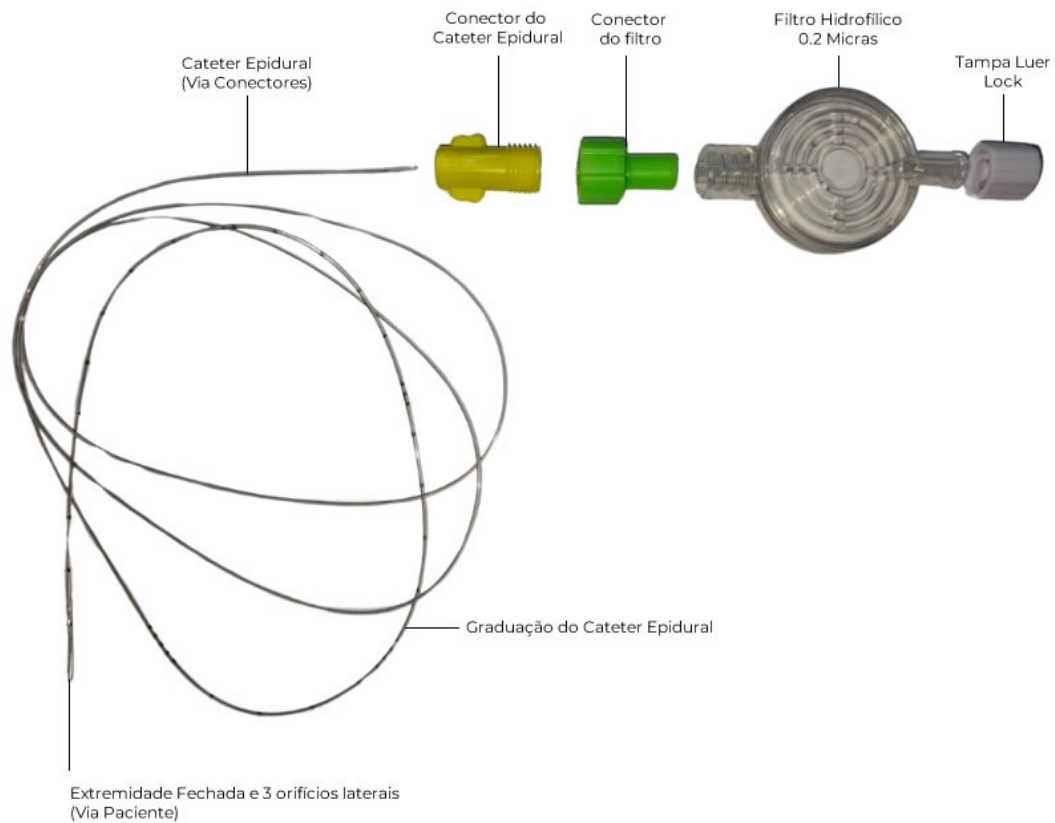 Conector do
Cateter Epidural
Conector
do filtro
Filtro Hidrofílico
0.2 Micras
Tampa Luer
Lock
Cateter Epidural
(Via Conectores)
Graduação do Cateter Epidural
Extremidade Fechada e 3 orifícios laterais
(Via Paciente)